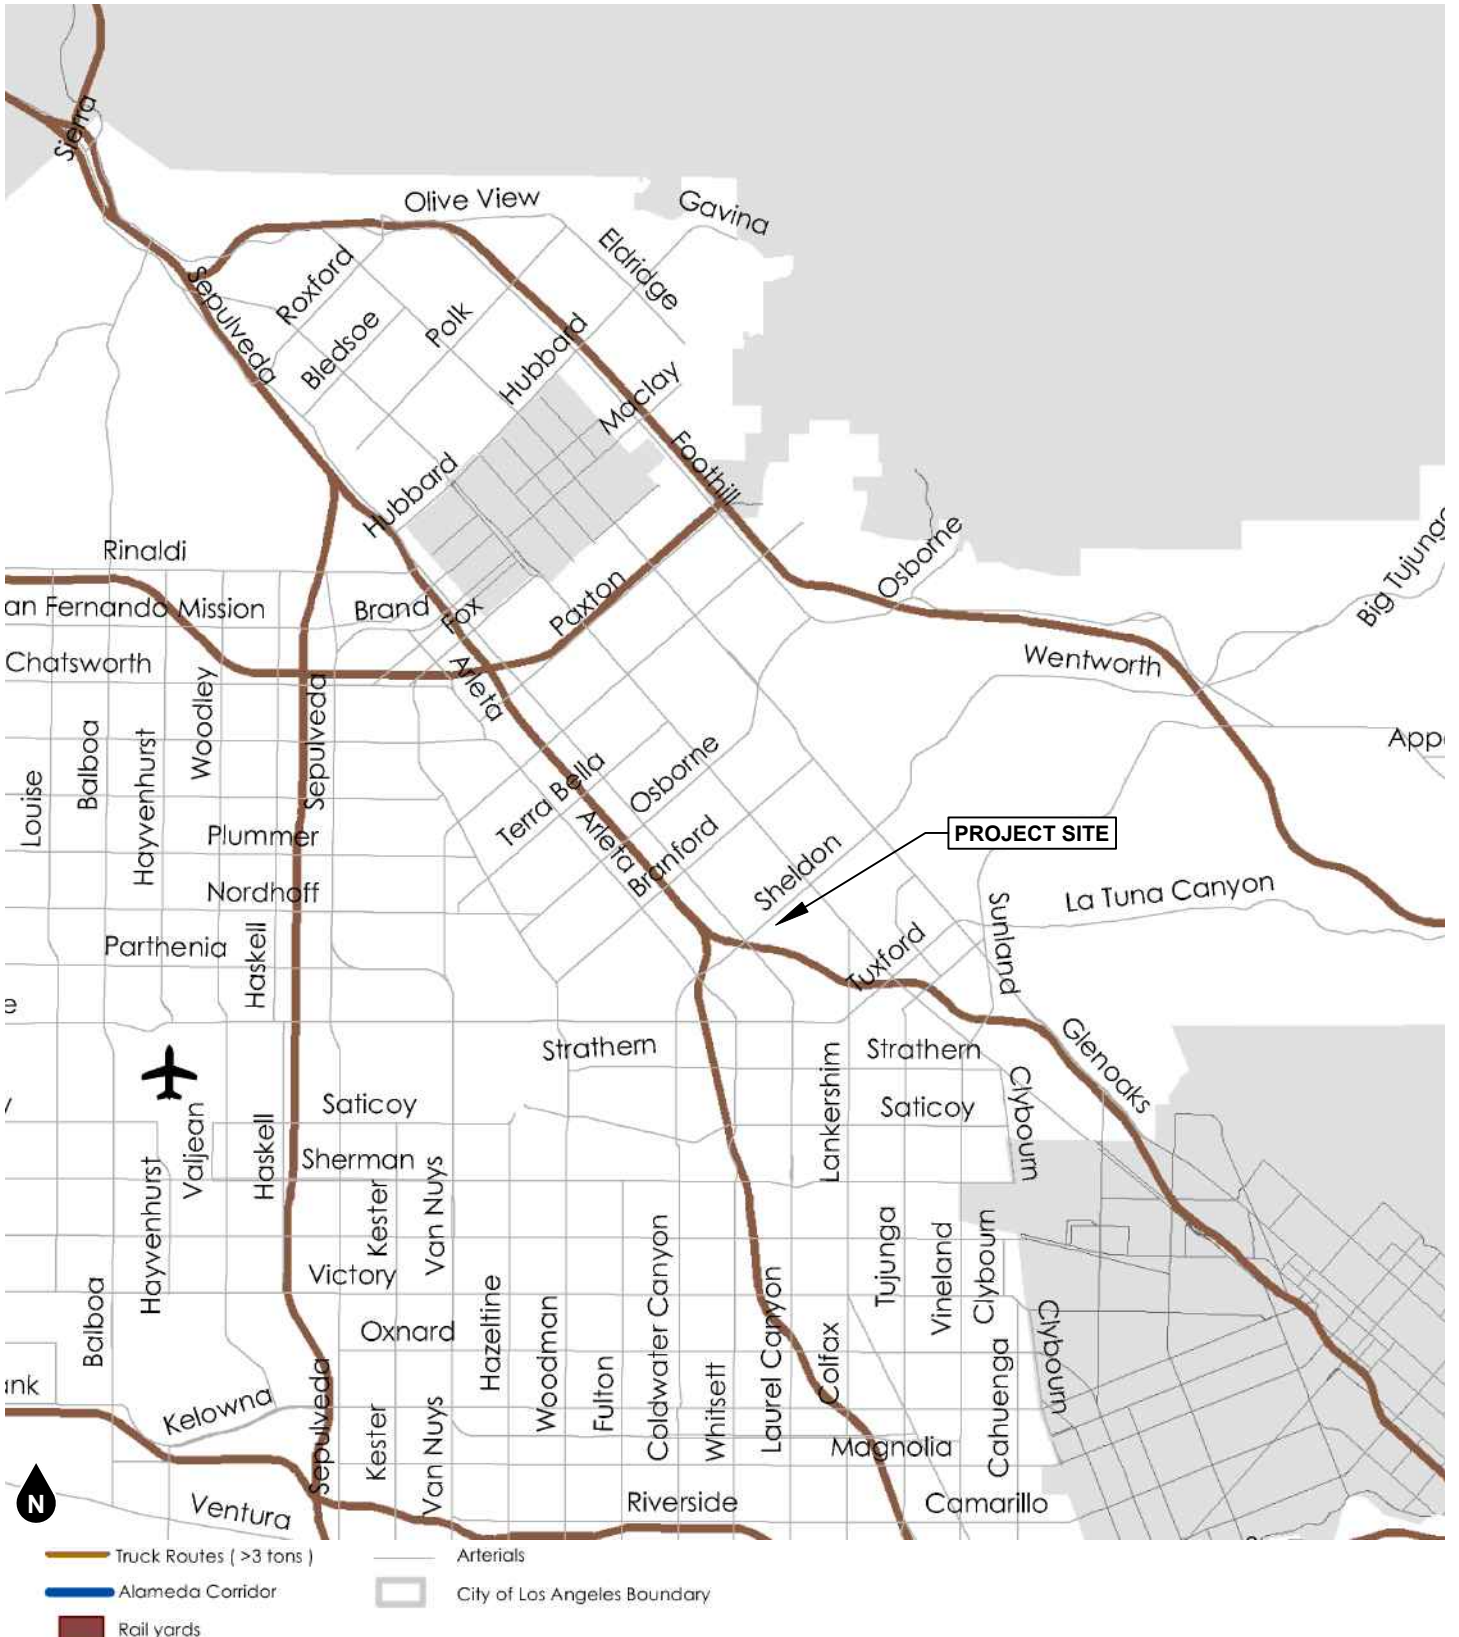 Sierra
Olive View
Gavina
Eldridge
Sepulveda
Roxford
Bledsoe
Polk
Hubbard
Maclay
Foothill
Hubbard
Osborne
Big Tujunga
Rinaldi
an Fernando Mission
Brand
Fox
Paxton
Chatsworth
Arleta
Wentworth
Woodley
Sepulveda
Balboa
Hayvenhurst
Louise
App
Osborne
Terra Bella
Arleta
Branford
PROJECT SITE
Plummer
Sheldon
Nordhoff
La Tuna Canyon
Sunland
Parthenia
Haskell
Tuxford
e
Strathern
Lankershim
Strathern
Glenoaks
Clybourn
Saticoy
Saticoy
y
Valjean
Haskell
Sherman
Hayvenhurst
Kester
Van Nuys
Victory
Coldwater Canyon
Tujunga
Vineland
Clybourn
Balboa
Hazeltine
Oxnard
Woodman
Fulton
Whitsett
Laurel Canyon
Colfax
Cahuenga
Clybourn
ank
Kelowna
Sepulveda
Kester
Van Nuys
Magnolia
N
Ventura
Riverside
Camarillo
Truck Routes ( >3 tons )
Arterials
Alameda Corridor
City of Los Angeles Boundary
Rail yards